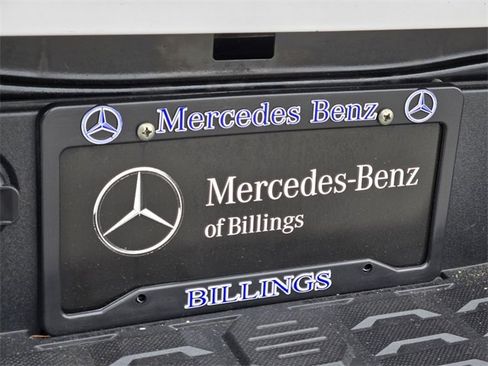 Mercedes Benz
Mercedes-Benz
of Billings
BILLINGS